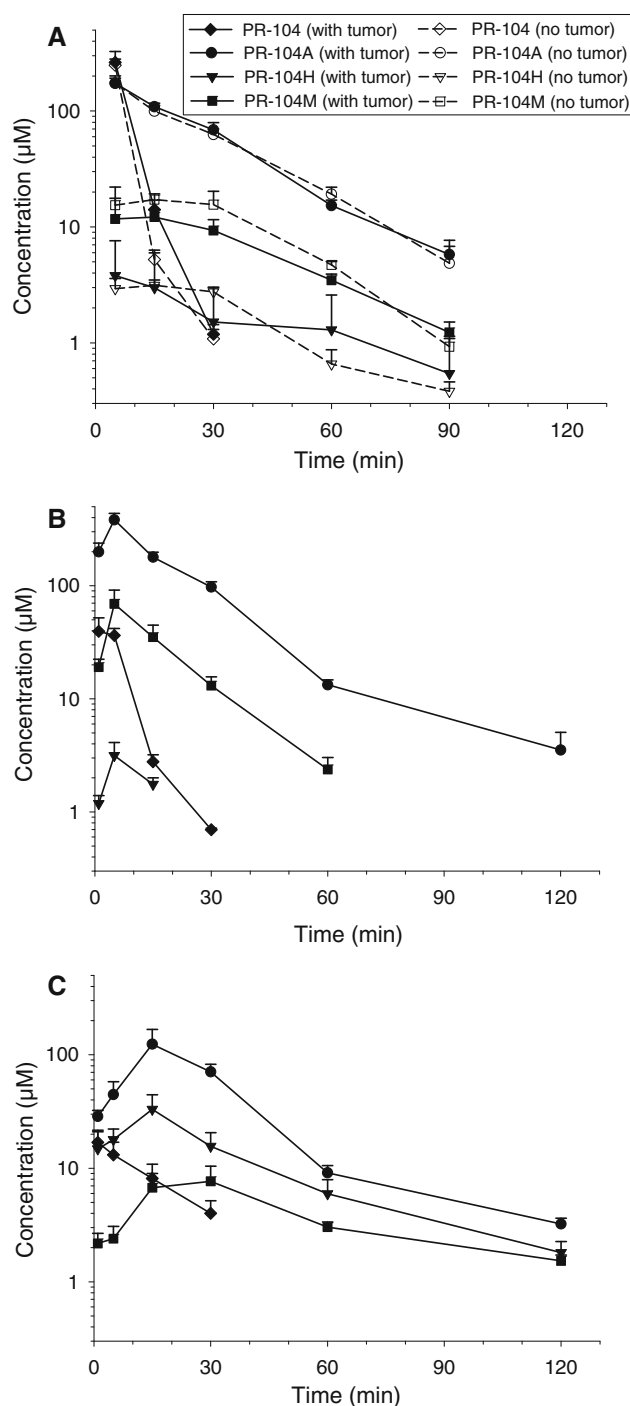 A
PR-104 (with tumor) PR-104 (no tumor)
PR-104A (with tumor) PR-104A (no tumor)
PR-104H (with tumor) PR-104H (no tumor)
PR-104M (with tumor) PR-104M (no tumor)
Concentration (µM)
100
10
1
0 30 60 90 120
Time (min)
B
Concentration (µM)
100
10
1
0 30 60 90 120
Time (min)
C
Concentration (µM)
100
10
1
0 30 60 90 120
Time (min)